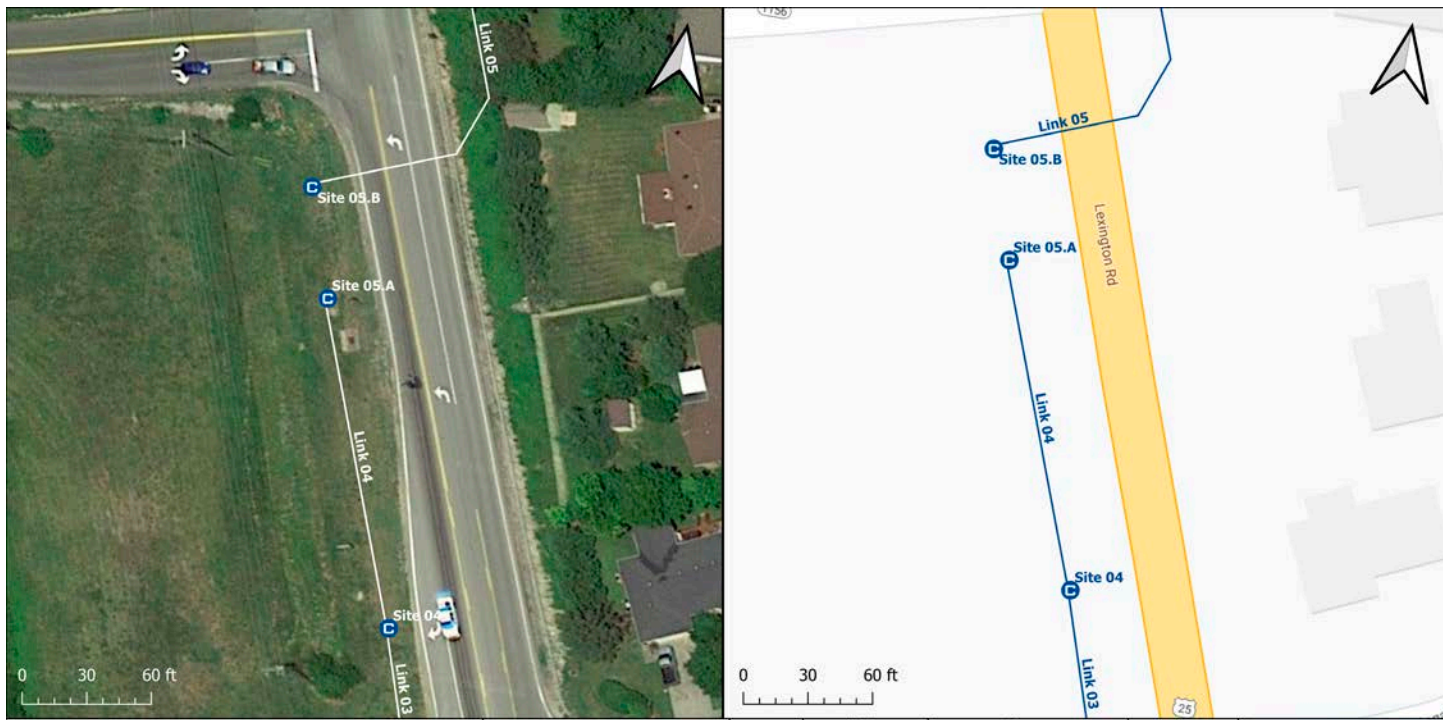 Link 05
C
Site 05.B
C
Site 05.A
Link 04
C
Site 04
Link 03
0 30 60 ft
1156
Link 05
C
Site 05.B
C
Site 05.A
Lexington Rd
Link 04
C
Site 04
Link 03
25
0 30 60 ft